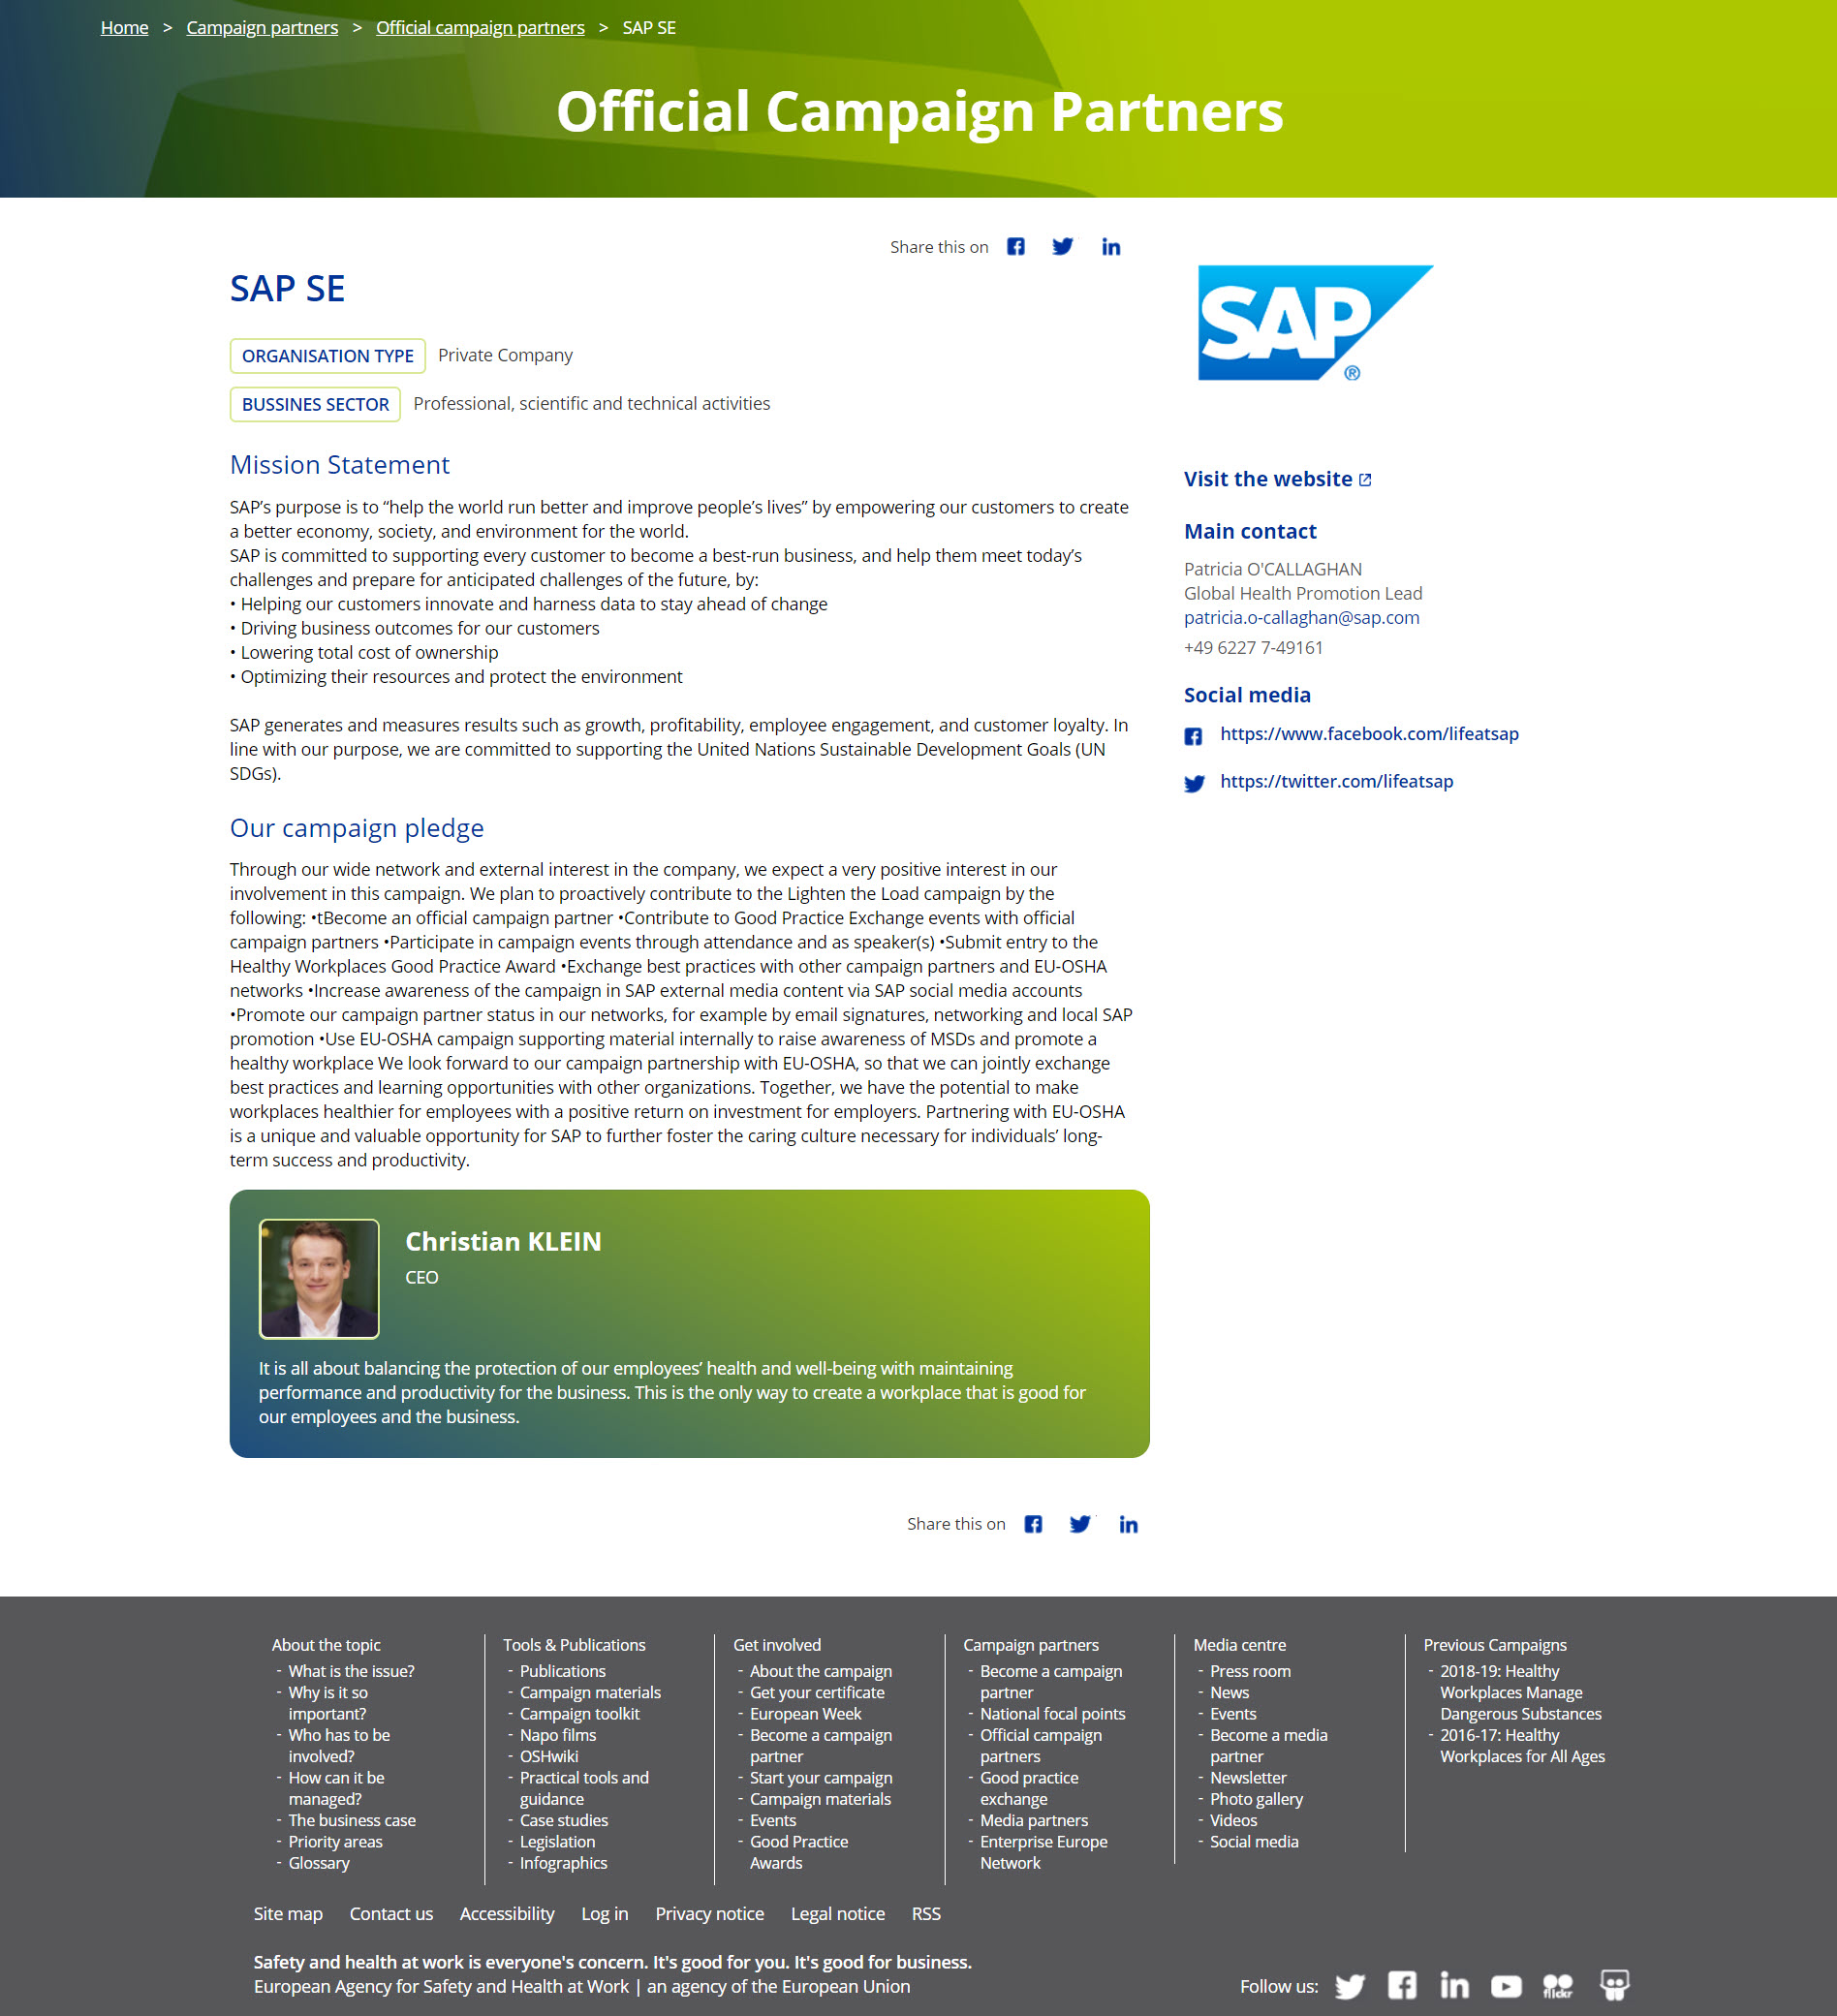 Home > Campaign partners > Official campaign partners > SAP SE
Official Campaign Partners
Share this on
SAP SE
ORGANISATION TYPE Private Company
BUSSINES SECTOR Professional, scientific and technical activities
Mission Statement
SAP’s purpose is to “help the world run better and improve people’s lives” by empowering our customers to create
a better economy, society, and environment for the world.
SAP is committed to supporting every customer to become a best-run business, and help them meet today’s
challenges and prepare for anticipated challenges of the future, by:
• Helping our customers innovate and harness data to stay ahead of change
• Driving business outcomes for our customers
• Lowering total cost of ownership
• Optimizing their resources and protect the environment
SAP generates and measures results such as growth, profitability, employee engagement, and customer loyalty. In
line with our purpose, we are committed to supporting the United Nations Sustainable Development Goals (UN
SDGs).
Our campaign pledge
Through our wide network and external interest in the company, we expect a very positive interest in our
involvement in this campaign. We plan to proactively contribute to the Lighten the Load campaign by the
following: •tBecome an official campaign partner •Contribute to Good Practice Exchange events with official
campaign partners •Participate in campaign events through attendance and as speaker(s) •Submit entry to the
Healthy Workplaces Good Practice Award •Exchange best practices with other campaign partners and EU-OSHA
networks •Increase awareness of the campaign in SAP external media content via SAP social media accounts
•Promote our campaign partner status in our networks, for example by email signatures, networking and local SAP
promotion •Use EU-OSHA campaign supporting material internally to raise awareness of MSDs and promote a
healthy workplace We look forward to our campaign partnership with EU-OSHA, so that we can jointly exchange
best practices and learning opportunities with other organizations. Together, we have the potential to make
workplaces healthier for employees with a positive return on investment for employers. Partnering with EU-OSHA
is a unique and valuable opportunity for SAP to further foster the caring culture necessary for individuals’ long-
term success and productivity.
Christian KLEIN
CEO
It is all about balancing the protection of our employees’ health and well-being with maintaining
performance and productivity for the business. This is the only way to create a workplace that is good for
our employees and the business.
Share this on
SAP ®
Visit the website
Main contact
Patricia O'CALLAGHAN
Global Health Promotion Lead
patricia.o-callaghan@sap.com
+49 6227 7-49161
Social media
https://www.facebook.com/lifeatsap
https://twitter.com/lifeatsap
About the topic
- What is the issue?
- Why is it so
important?
- Who has to be
involved?
- How can it be
managed?
- The business case
- Priority areas
- Glossary
Tools & Publications
- Publications
- Campaign materials
- Campaign toolkit
- Napo films
- OSHwiki
- Practical tools and
guidance
- Case studies
- Legislation
- Infographics
Get involved
- About the campaign
- Get your certificate
- European Week
- Become a campaign
partner
- Start your campaign
- Campaign materials
- Events
- Good Practice
Awards
Campaign partners
- Become a campaign
partner
- National focal points
- Official campaign
partners
- Good practice
exchange
- Media partners
- Enterprise Europe
Network
Media centre
- Press room
- News
- Events
- Become a media
partner
- Newsletter
- Photo gallery
- Videos
- Social media
Previous Campaigns
- 2018-19: Healthy
Workplaces Manage
Dangerous Substances
- 2016-17: Healthy
Workplaces for All Ages
Site map Contact us Accessibility Log in Privacy notice Legal notice RSS
Safety and health at work is everyone's concern. It's good for you. It's good for business.
European Agency for Safety and Health at Work | an agency of the European Union
Follow us:
flickr